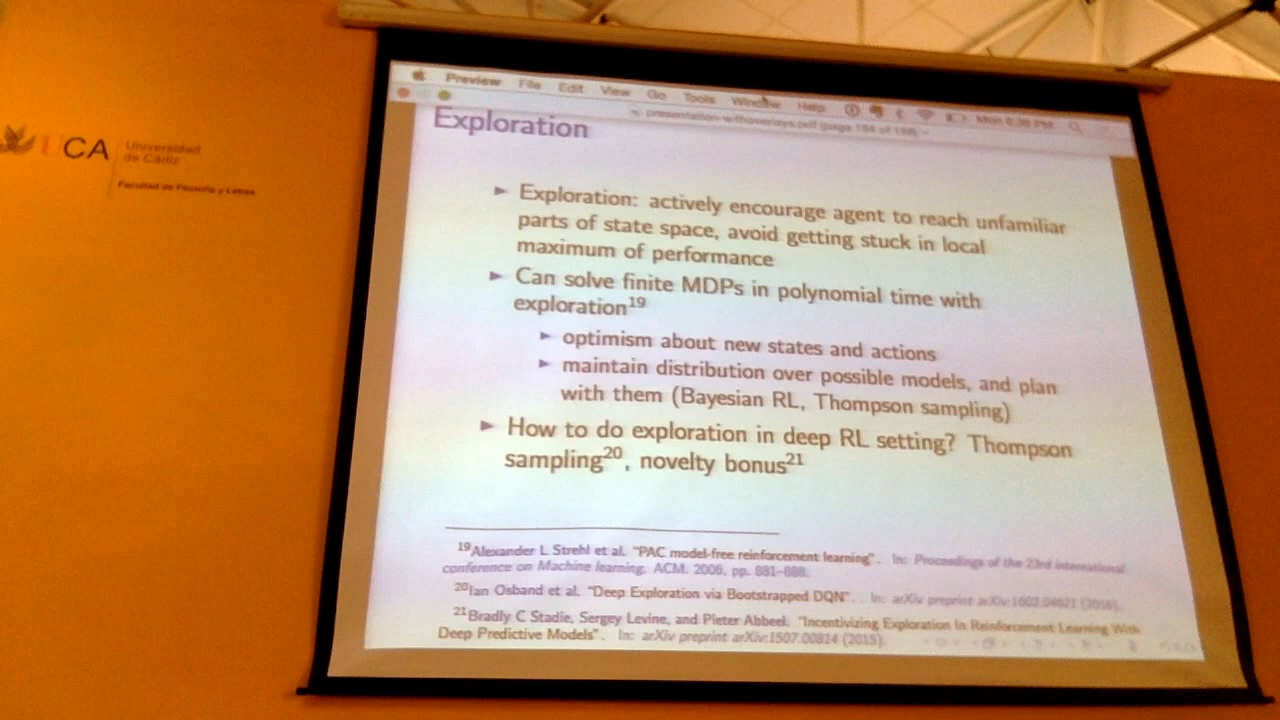 UCA
Universidad
de Cádiz
Facultad de Filosofía y Letras
Preview File Edit View Go Tools Window Help Mon 6:38 PM
presentation-withoverlays.pdf (page 184 of 198)
Exploration
► Exploration: actively encourage agent to reach unfamiliar
parts of state space, avoid getting stuck in local
maximum of performance
► Can solve finite MDPs in polynomial time with
exploration19
► optimism about new states and actions
► maintain distribution over possible models, and plan
with them (Bayesian RL, Thompson sampling)
► How to do exploration in deep RL setting? Thompson
sampling20, novelty bonus21
19Alexander L Strehl et al. "PAC model-free reinforcement learning". In: Proceedings of the 23rd international
conference on Machine learning. ACM. 2006, pp. 881–888.
20Ian Osband et al. "Deep Exploration via Bootstrapped DQN". . In: arXiv preprint arXiv:1602.04621 (2016).
21Bradly C Stadie, Sergey Levine, and Pieter Abbeel. "Incentivizing Exploration In Reinforcement Learning With
Deep Predictive Models". In: arXiv preprint arXiv:1507.00814 (2015).